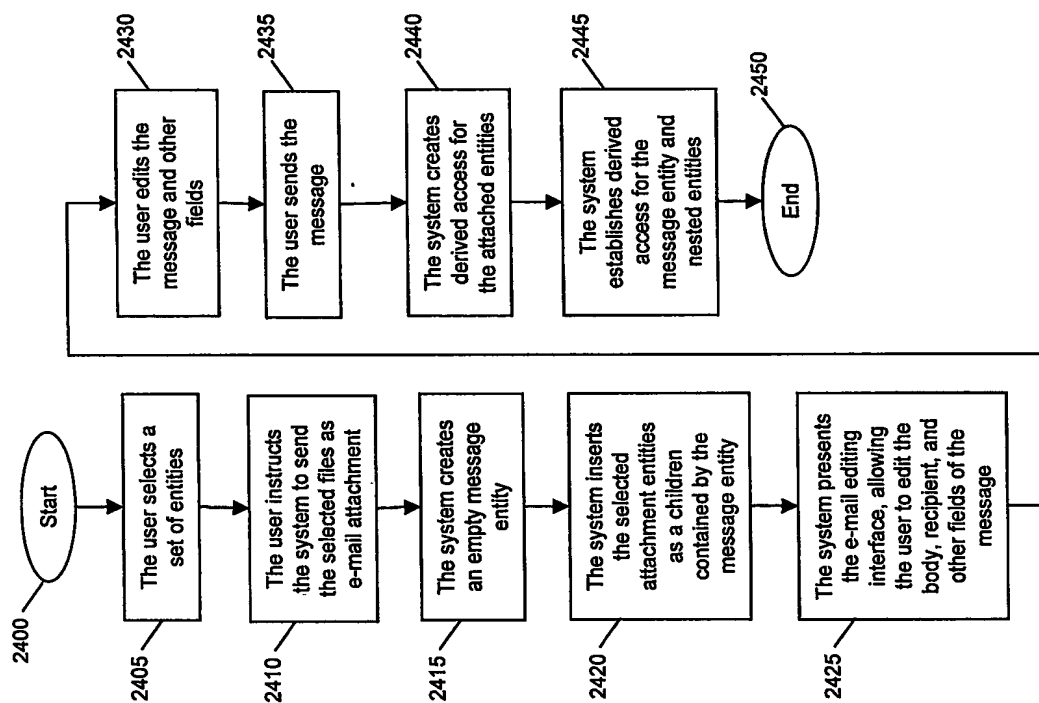 2400
Start
2405
The user selects a
set of entities
2410
The user instructs
the system to send
the selected files as
e-mail attachment
2415
The system creates
an empty message
entity
2420
The system inserts
the selected
attachment entities
as a children
contained by the
message entity
2425
The system presents
the e-mail editing
interface, allowing
the user to edit the
body, recipient, and
other fields of the
message
2430
The user edits the
message and other
fields
2435
The user sends the
message
2440
The system creates
derived access for
the attached entities
2445
The system
establishes derived
access for the
message entity and
nested entities
2450
End